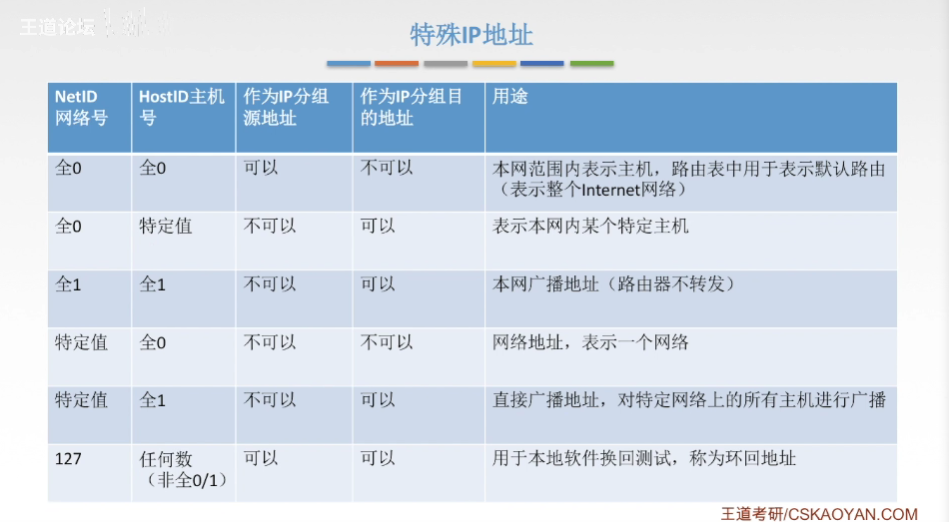 王道论坛
特殊IP地址
NetID
网络号
HostID主机
号
作为IP分组
源地址
作为IP分组目
的地址
用途
全0
全0
可以
不可以
本网范围内表示主机，路由表中用于表示默认路由
（表示整个Internet网络）
全0
特定值
不可以
可以
表示本网内某个特定主机
全1
全1
不可以
可以
本网广播地址（路由器不转发）
特定值
全0
不可以
不可以
网络地址，表示一个网络
特定值
全1
不可以
可以
直接广播地址，对特定网络上的所有主机进行广播
127
任何数
（非全0/1）
可以
可以
用于本地软件换回测试，称为环回地址
王道考研/CSKAOYAN.COM